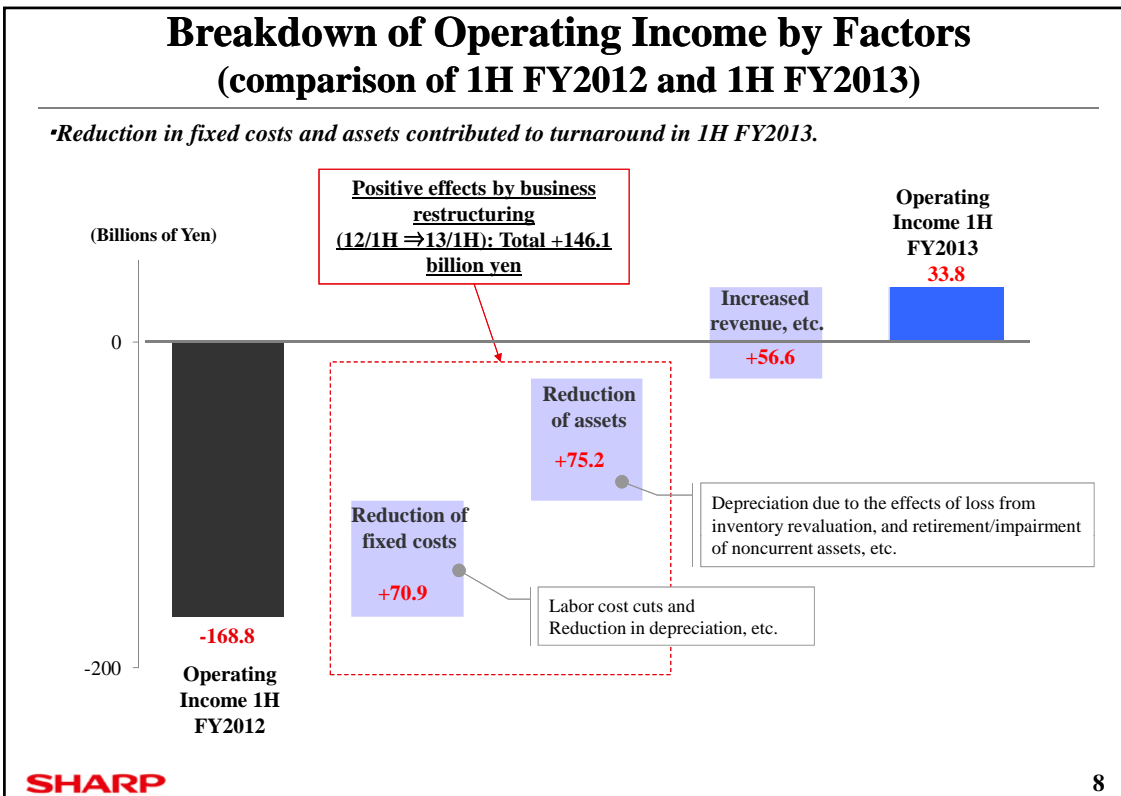 Breakdown of Operating Income by Factors
(comparison of 1H FY2012 and 1H FY2013)
▪Reduction in fixed costs and assets contributed to turnaround in 1H FY2013.
Positive effects by business
restructuring
(12/1H ⇒13/1H): Total +146.1
billion yen
(Billions of Yen)
Operating
Income 1H
FY2013
33.8
Increased
revenue, etc.
+56.6
0
Reduction
of assets
+75.2
Depreciation due to the effects of loss from
inventory revaluation, and retirement/impairment
of noncurrent assets, etc.
Reduction of
fixed costs
+70.9
Labor cost cuts and
Reduction in depreciation, etc.
-168.8
-200
Operating
Income 1H
FY2012
SHARP
8